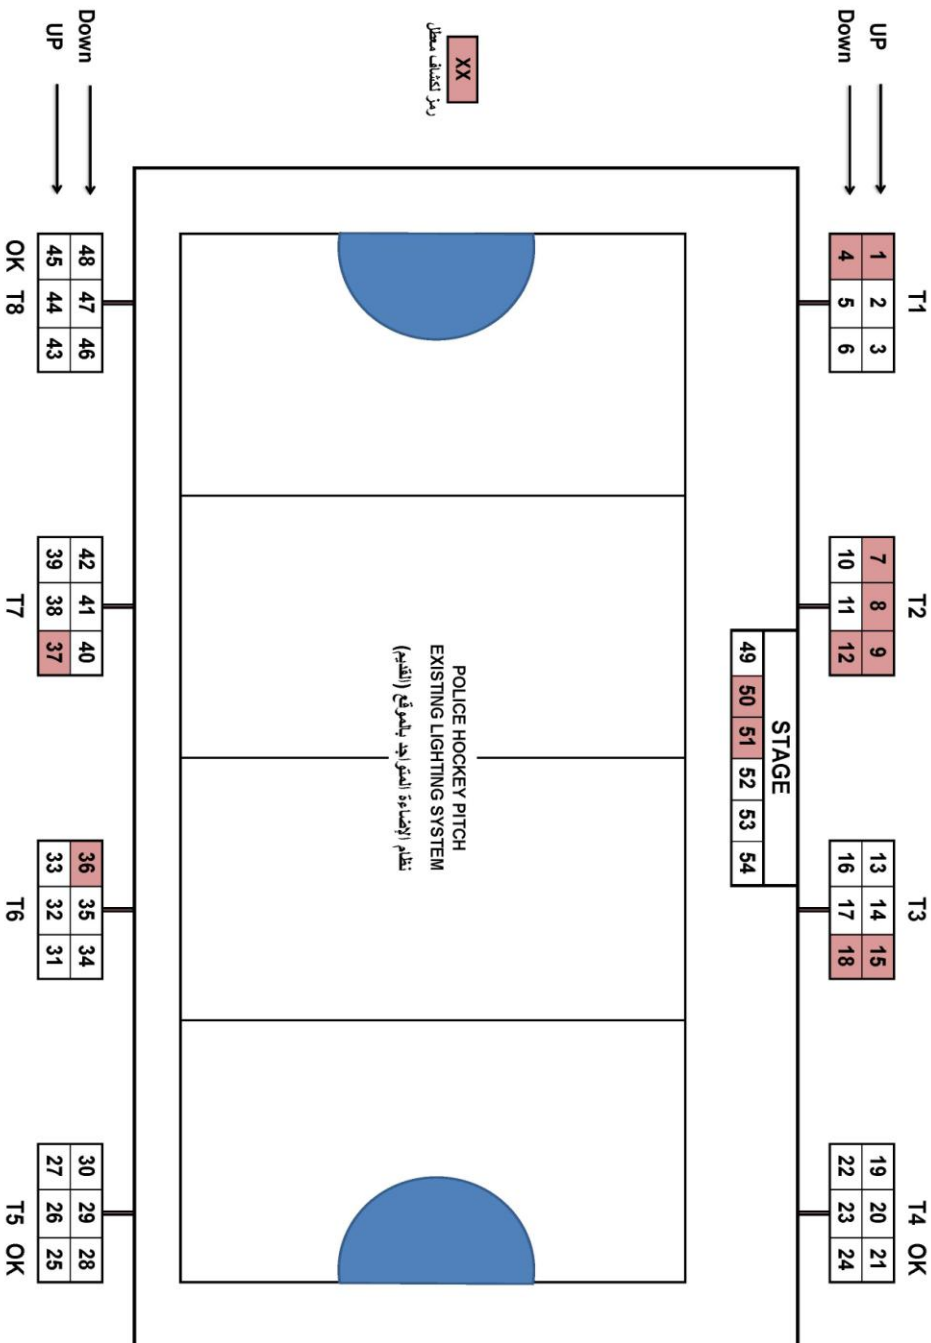 T1 T2 T3 T4 OK
UP 1 2 3 7 8 9 13 14 15 19 20 21
Down 4 5 6 10 11 12 16 17 18 22 23 24
STAGE
49 50 51 52 53 54
XX
رمز لكشاف معطل
POLICE HOCKEY PITCH
EXISTING LIGHTING SYSTEM
نظام الإضاءة المتواجد بالموقع (القديم)
Down 48 47 46 42 41 40 36 35 34 30 29 28
UP 45 44 43 39 38 37 33 32 31 27 26 25
OK T8 T7 T6 T5 OK